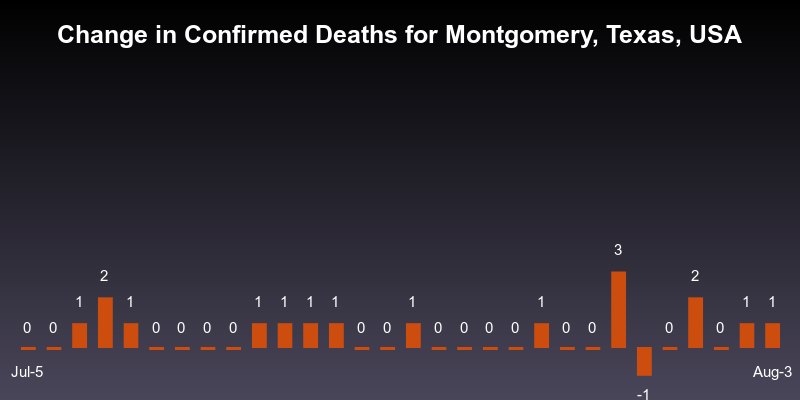 Change in Confirmed Deaths for Montgomery, Texas, USA
3
2 2
1 1 1 1 1 1 1 1 1 1
0 0 0 0 0 0 0 0 0 0 0 0 0 0 0 0 0
Jul-5 Aug-3
-1